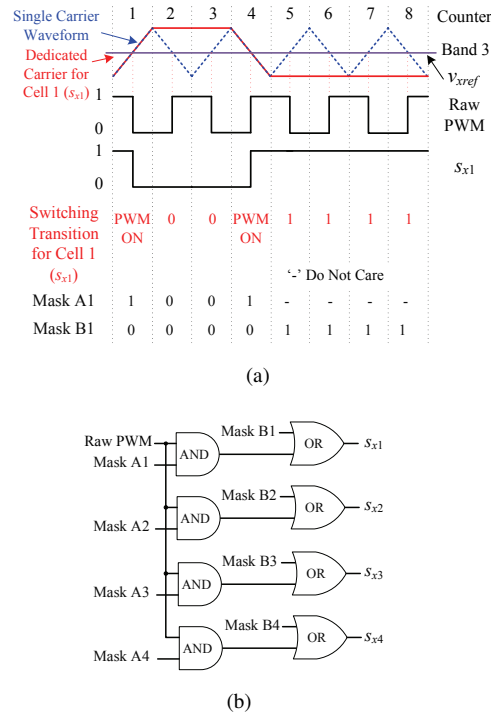 Single Carrier 1 2 3 4 5 6 7 8 Counter
Waveform
Band 3
Dedicated
Carrier for
Cell 1 (sx1)
vxref
1
0
Raw
PWM
1
0
sx1
Switching
Transition
for Cell 1
(sx1)
PWM ON 0 0 PWM ON 1 1 1 1
'-' Do Not Care
Mask A1 1 0 0 1 - - - -
Mask B1 0 0 0 0 1 1 1 1
(a)
Raw PWM
Mask A1
AND
Mask B1
OR
sx1
Mask A2
AND
Mask B2
OR
sx2
Mask A3
AND
Mask B3
OR
sx3
Mask A4
AND
Mask B4
OR
sx4
(b)